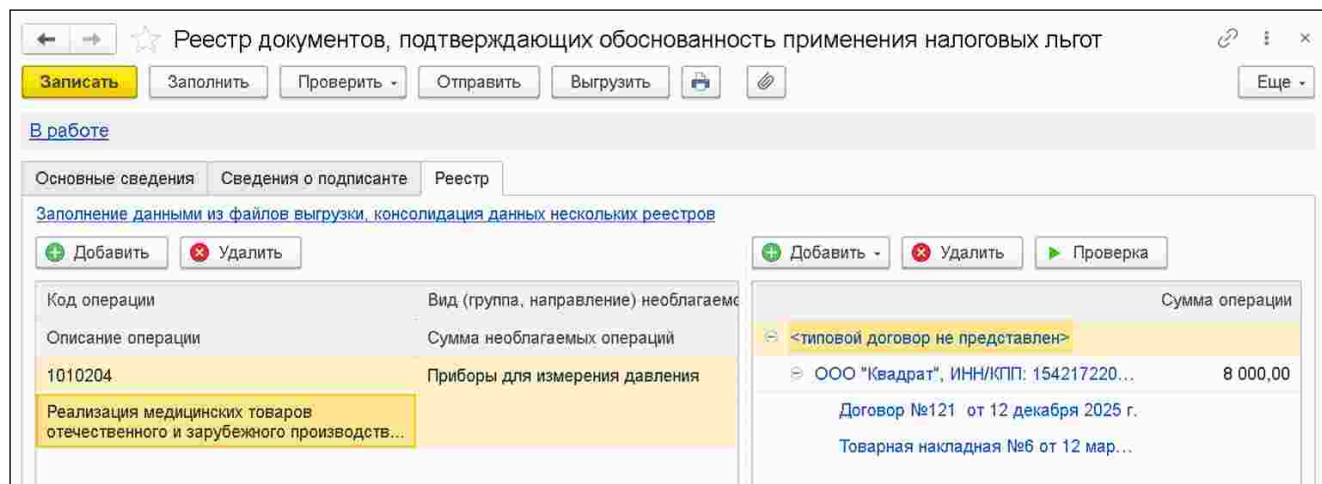 Реестр документов, подтверждающих обоснованность применения налоговых льгот
Записать Заполнить Проверить Отправить Выгрузить Еще
В работе
Основные сведения Сведения о подписанте Реестр
Заполнение данными из файлов выгрузки, консолидация данных нескольких реестров
Добавить Удалить Добавить Удалить Проверка
Код операции Вид (группа, направление) необлагаемо Сумма операции
Описание операции Сумма необлагаемых операций <типовой договор не представлен>
1010204 Приборы для измерения давления ООО "Квадрат", ИНН/КПП: 154217220... 8 000,00
Реализация медицинских товаров Договор №121 от 12 декабря 2025 г.
отечественного и зарубежного производств...
Товарная накладная №6 от 12 мар...